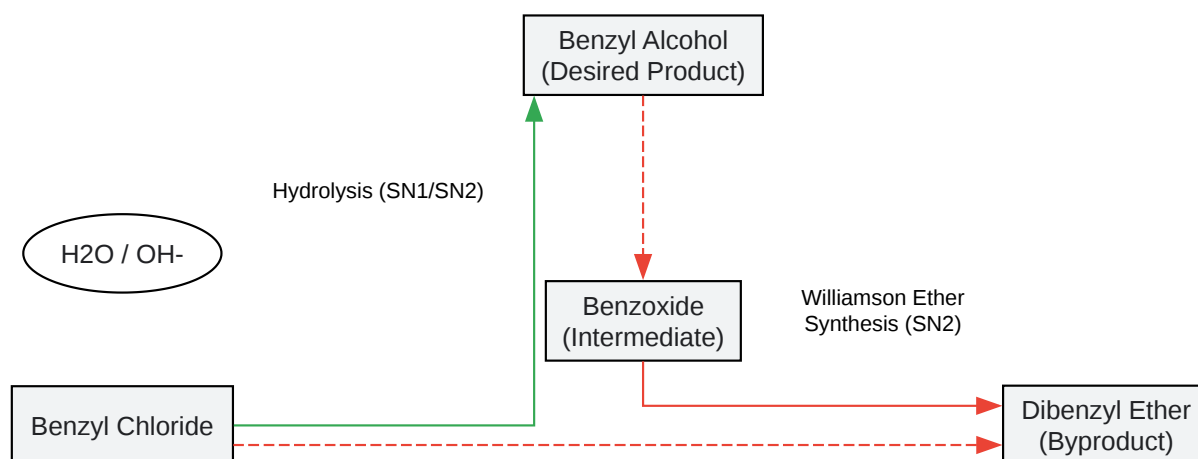 Benzyl Alcohol
(Desired Product)
Hydrolysis (SN1/SN2)
H2O / OH-
Benzoxide
(Intermediate)
Williamson Ether
Synthesis (SN2)
Benzyl Chloride
Dibenzyl Ether
(Byproduct)